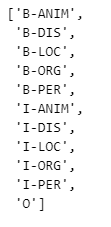 ['B-ANIM',
'B-DIS',
'B-LOC',
'B-ORG',
'B-PER',
'I-ANIM',
'I-DIS',
'I-LOC',
'I-ORG',
'I-PER',
'O']